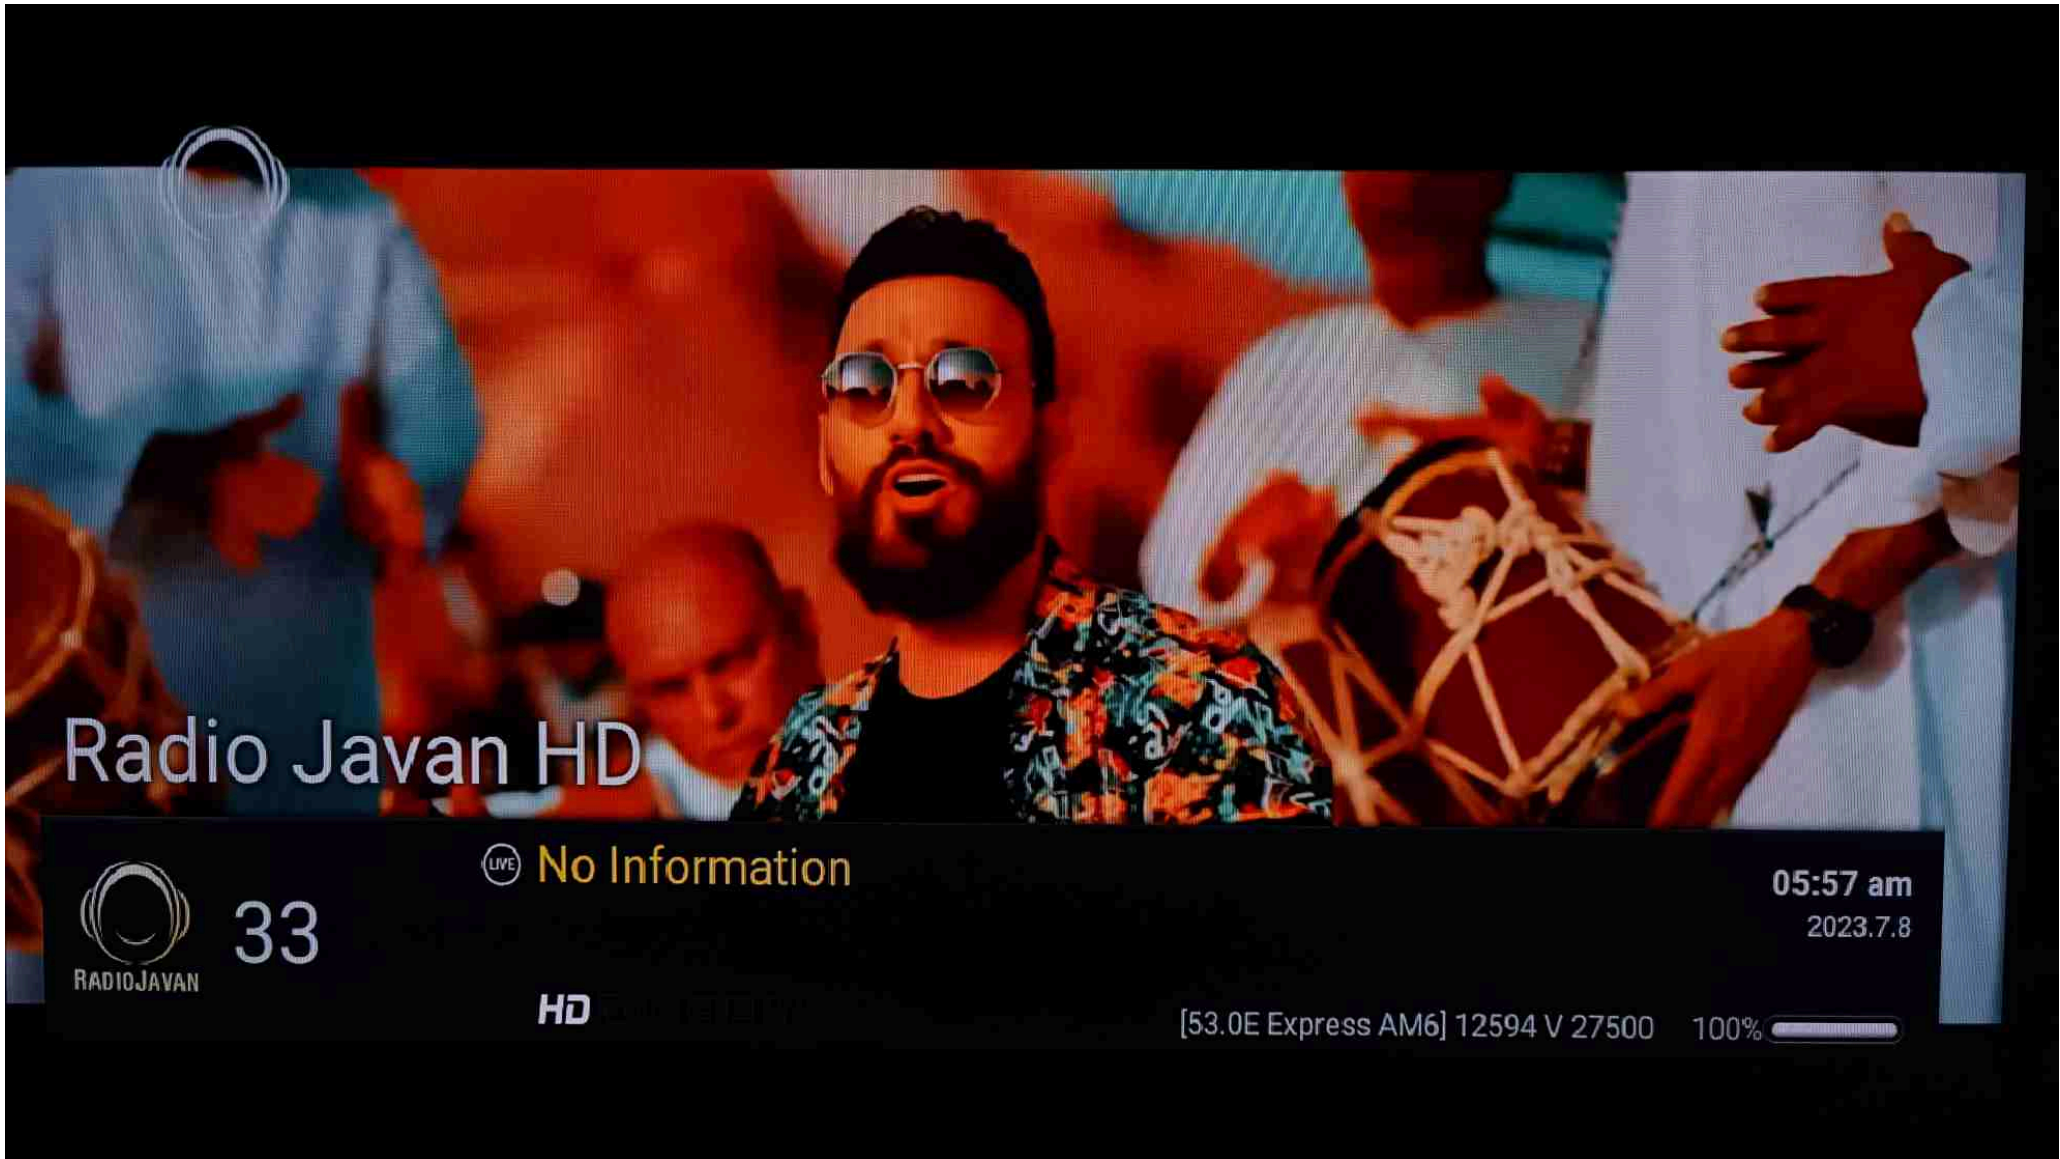 Radio Javan HD
LIVE No Information
05:57 am
2023.7.8
33
RADIOJAVAN
HD
[53.0E Express AM6] 12594 V 27500 100%